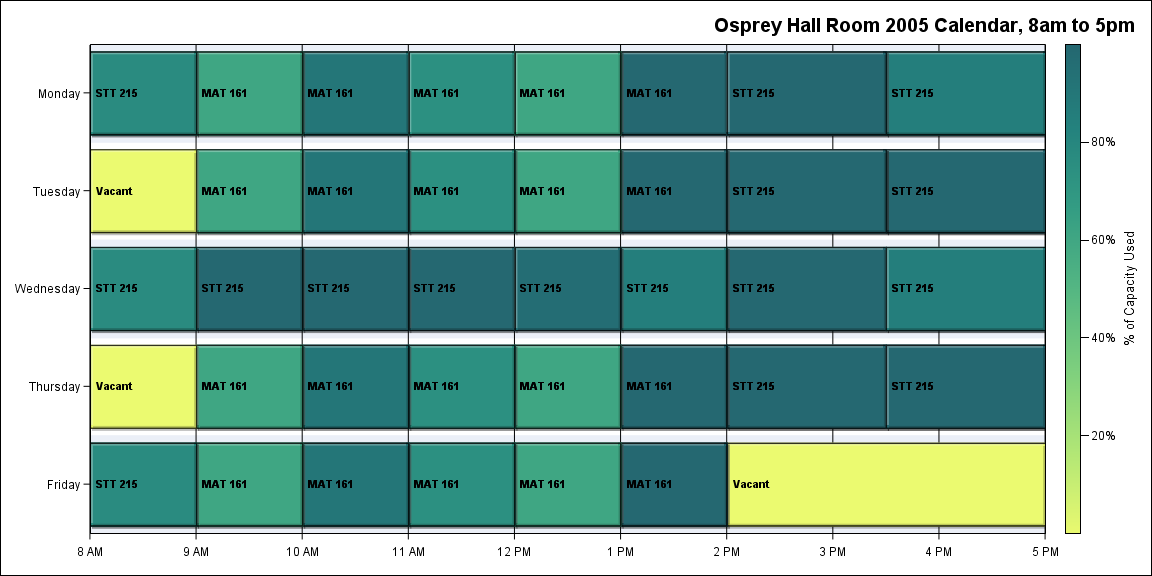 Osprey Hall Room 2005 Calendar, 8am to 5pm
Monday
STT 215
MAT 161
MAT 161
MAT 161
MAT 161
MAT 161
STT 215
STT 215
Tuesday
Vacant
MAT 161
MAT 161
MAT 161
MAT 161
MAT 161
STT 215
STT 215
Wednesday
STT 215
STT 215
STT 215
STT 215
STT 215
STT 215
STT 215
STT 215
Thursday
Vacant
MAT 161
MAT 161
MAT 161
MAT 161
MAT 161
STT 215
STT 215
Friday
STT 215
MAT 161
MAT 161
MAT 161
MAT 161
MAT 161
Vacant
8 AM
9 AM
10 AM
11 AM
12 PM
1 PM
2 PM
3 PM
4 PM
5 PM
80%
60%
40%
20%
% of Capacity Used